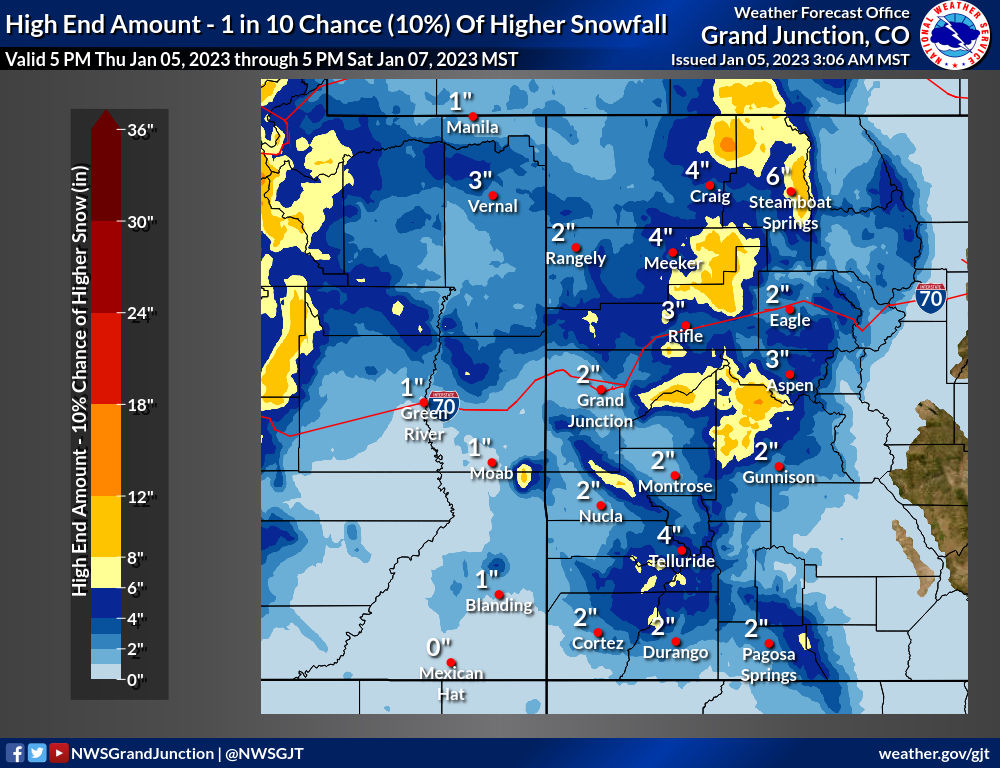 High End Amount - 1 in 10 Chance (10%) Of Higher Snowfall
Valid 5 PM Thu Jan 05, 2023 through 5 PM Sat Jan 07, 2023 MST
Weather Forecast Office
Grand Junction, CO
Issued Jan 05, 2023 3:06 AM MST
NATIONAL WEATHER SERVICE
High End Amount - 10% Chance of Higher Snow (in)
36"
30"
24"
18"
12"
8"
6"
4"
2"
0"
1"
Manila
3"
Vernal
4"
Craig
6"
Steamboat
Springs
2"
Rangely
4"
Meeker
2"
Eagle
3"
Rifle
70
3"
Aspen
2"
Grand
Junction
1"
Green
River
70
1"
Moab
2"
Montrose
2"
Gunnison
2"
Nucla
4"
Telluride
1"
Blanding
2"
Cortez
2"
Durango
2"
Pagosa
Springs
0"
Mexican
Hat
NWSGrandJunction | @NWSGJT
weather.gov/gjt